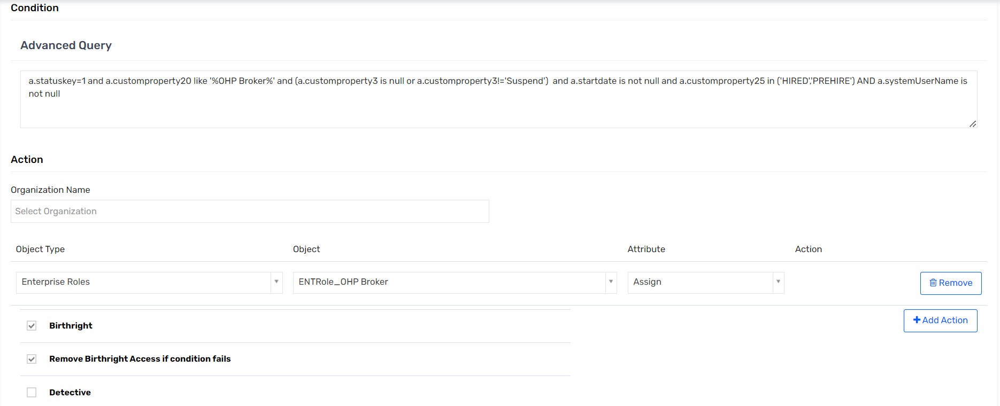 Condition
Advanced Query
a.statuskey=1 and a.customproperty20 like '%OHP Broker%' and (a.customproperty3 is null or a.customproperty3!='Suspend')  and a.startdate is not null and a.customproperty25 in ('HIRED','PREHIRE') AND a.systemUserName is
not null
Action
Organization Name
Select Organization
Object Type Object Attribute Action
Enterprise Roles ENTRole_OHP Broker Assign Remove
Birthright Add Action
Remove Birthright Access if condition fails
Detective